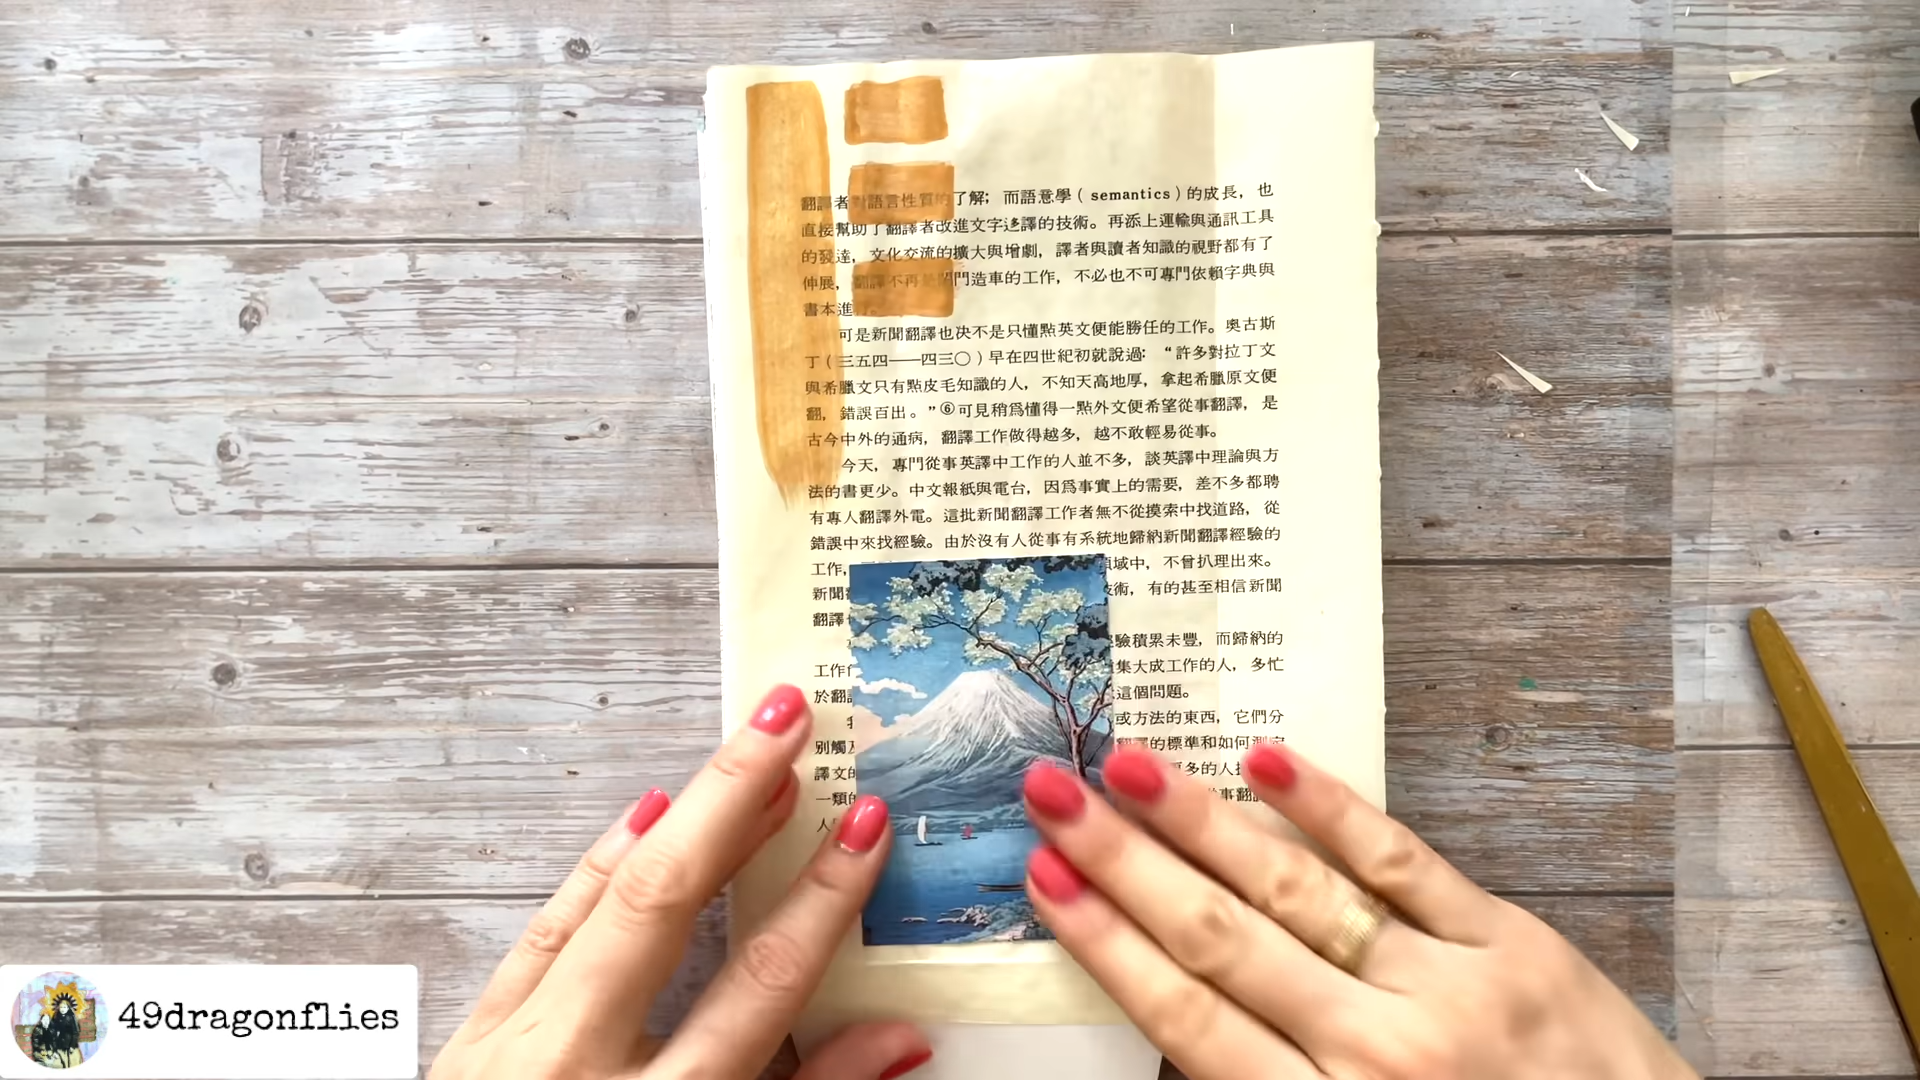 翻譯者對語言性質的了解；而語意學（semantics）的成長，也
直接幫助了翻譯者改進文字迻譯的技術。再添上運輸與通訊工具
的發達，文化交流的擴大與增劇，譯者與讀者知識的視野都有了
伸展，翻譯不再是閉門造車的工作，不必也不可專門依賴字典與
書本進
可是新聞翻譯也決不是只懂點英文便能勝任的工作。奧古斯
丁（三五四——四三〇）早在四世紀初就說過：“許多對拉丁文
與希臘文只有點皮毛知識的人，不知天高地厚，拿起希臘原文便
翻，錯誤百出。”⑥可見稍爲懂得一點外文便希望從事翻譯，是
古今中外的通病，翻譯工作做得越多，越不敢輕易從事。
今天，專門從事英譯中工作的人並不多，談英譯中理論與方
法的書更少。中文報紙與電台，因爲事實上的需要，差不多都聘
有專人翻譯外電。這批新聞翻譯工作者無不從摸索中找道路，從
錯誤中來找經驗。由於沒有人從事有系統地歸納新聞翻譯經驗的
工作， 域中，不曾扒理出來。
新聞 術，有的甚至相信新聞
翻譯
驗積累未豐，而歸納的
工作 集大成工作的人，多忙
於翻 這個問題。
或方法的東西，它們分
別觸 翻譯的標準和如何測定
譯文 多的人
一類的 事翻
人
49dragonflies